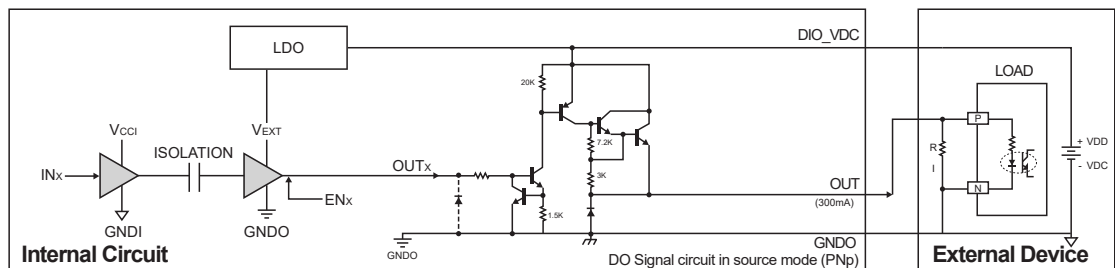 LDO
DIO_VDC
20K
LOAD
VCCI
ISOLATION
VEXT
7.2K
P
INX
OUTX
3K
R
I
+ VDD
- VDC
ENX
OUT
(300mA)
1.5K
N
GNDI
GNDO
GNDO
GNDO
Internal Circuit
DO Signal circuit in source mode (PNp)
External Device